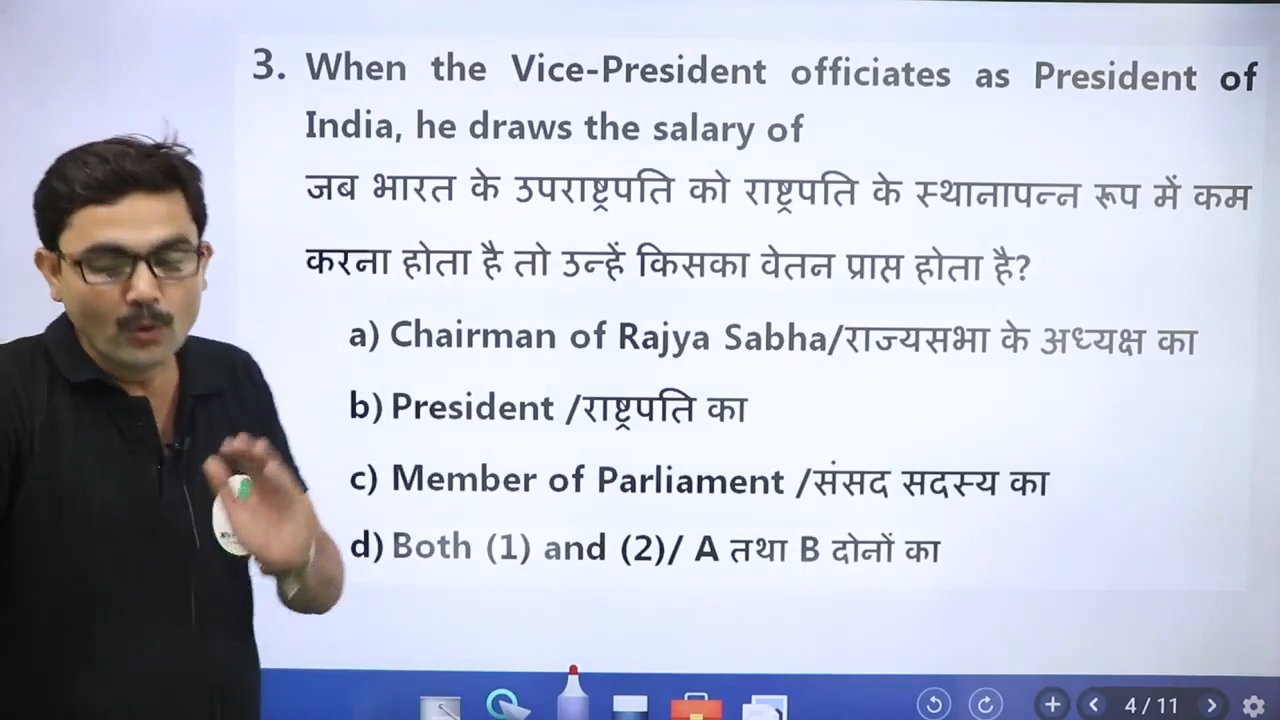 3. When the Vice-President officiates as President of
India, he draws the salary of
जब भारत के उपराष्ट्रपति को राष्ट्रपति के स्थानापन्न रूप में कम
करना होता है तो उन्हें किसका वेतन प्राप्त होता है?
a) Chairman of Rajya Sabha/राज्यसभा के अध्यक्ष का
b) President /राष्ट्रपति का
c) Member of Parliament /संसद सदस्य का
d) Both (1) and (2)/ A तथा B दोनों का
4 / 11